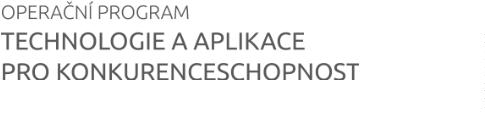 OPERAČNÍ PROGRAM
TECHNOLOGIE A APLIKACE
PRO KONKURENCESCHOPNOST